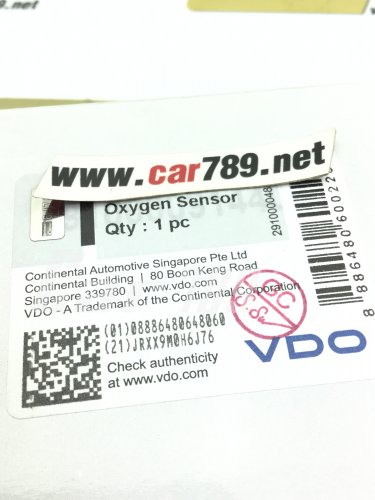 9.net
www.car789.net
Oxygen Sensor
Qty : 1 pc
Continental Automotive Singapore Pte Ltd
Continental Building | 80 Boon Keng Road
Singapore 339780 | www.vdo.com
VDO - A Trademark of the Continental Corporation
(01)08886480648060
(21)JRXX9M0H6J76
Check authenticity
at www.vdo.com
VDO